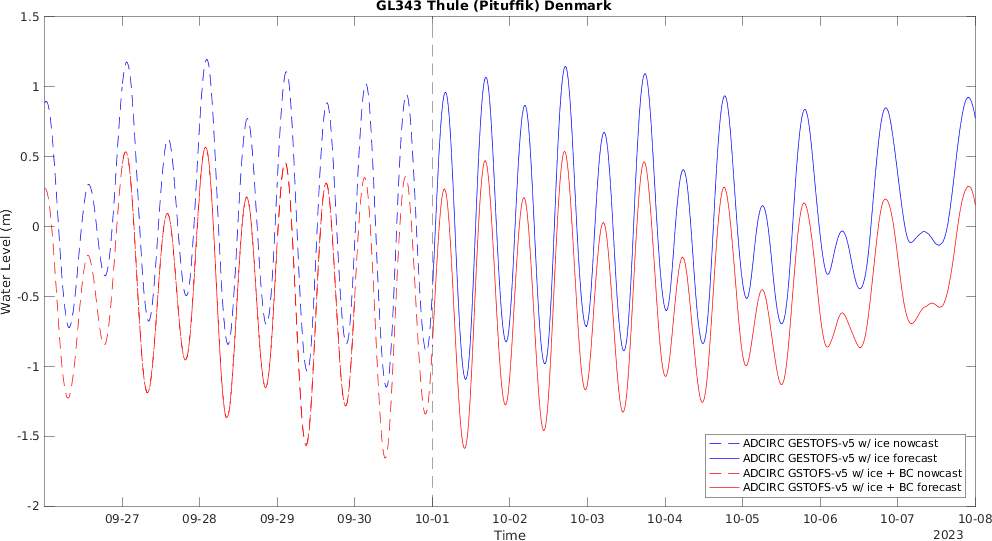 GL343 Thule (Pituffik) Denmark
1.5
1
0.5
0
-0.5
-1
-1.5
-2
Water Level (m)
ADCIRC GESTOFS-v5 w/ ice nowcast
ADCIRC GESTOFS-v5 w/ ice forecast
ADCIRC GSTOFS-v5 w/ ice + BC nowcast
ADCIRC GSTOFS-v5 w/ ice + BC forecast
09-27 09-28 09-29 09-30 10-01 10-02 10-03 10-04 10-05 10-06 10-07 10-08
Time
2023